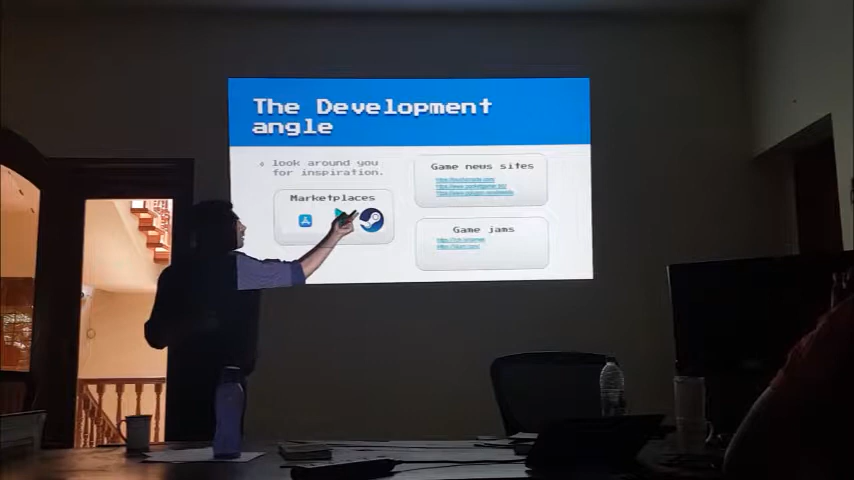 The Development
angle
look around you
for inspiration.
Marketplaces
Game news sites
Game jams